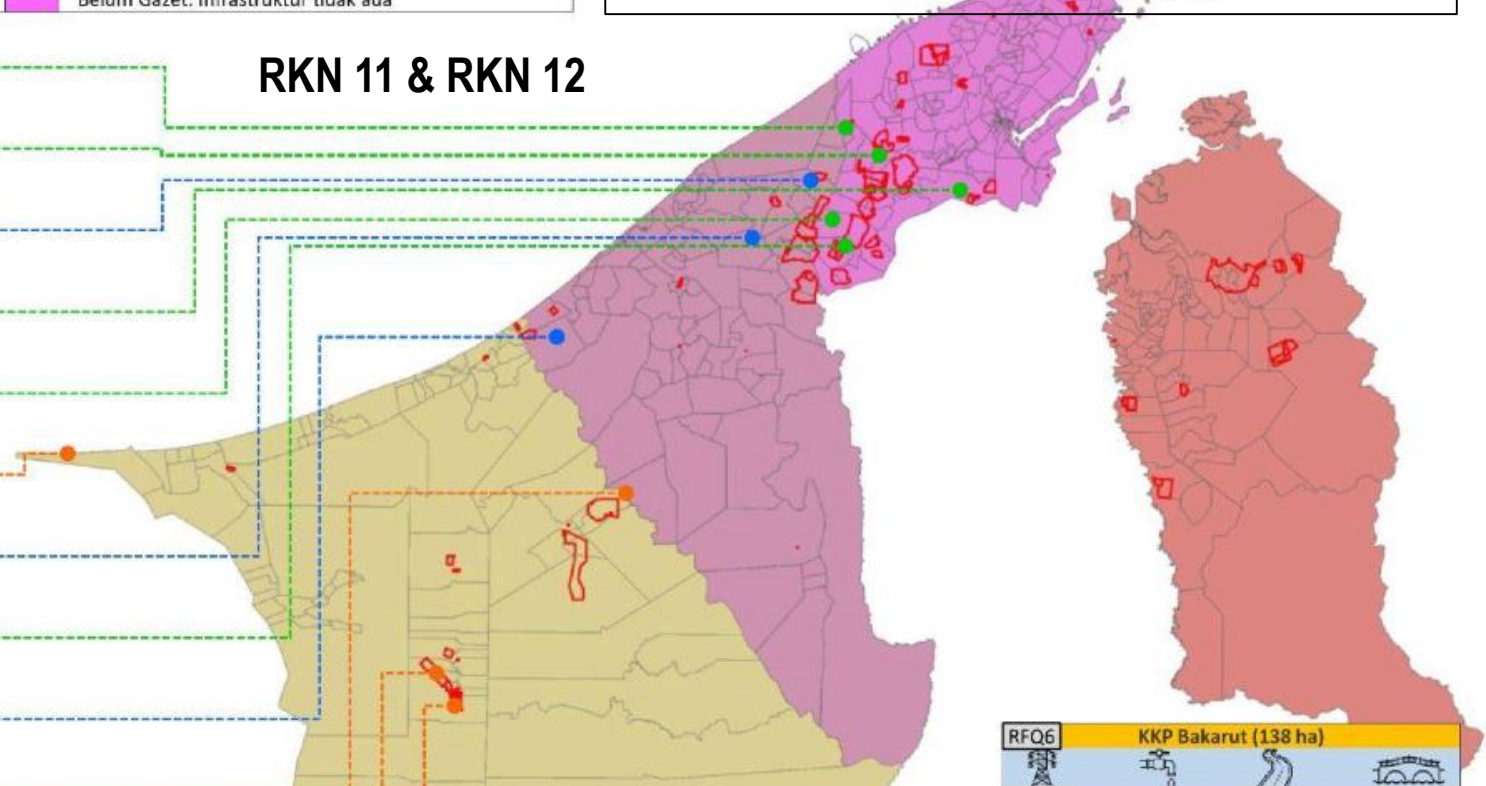 Belum Gazet: Infrastruktur tidak ada
RKN 11 & RKN 12
RFQ6
KKP Bakarut (138 ha)